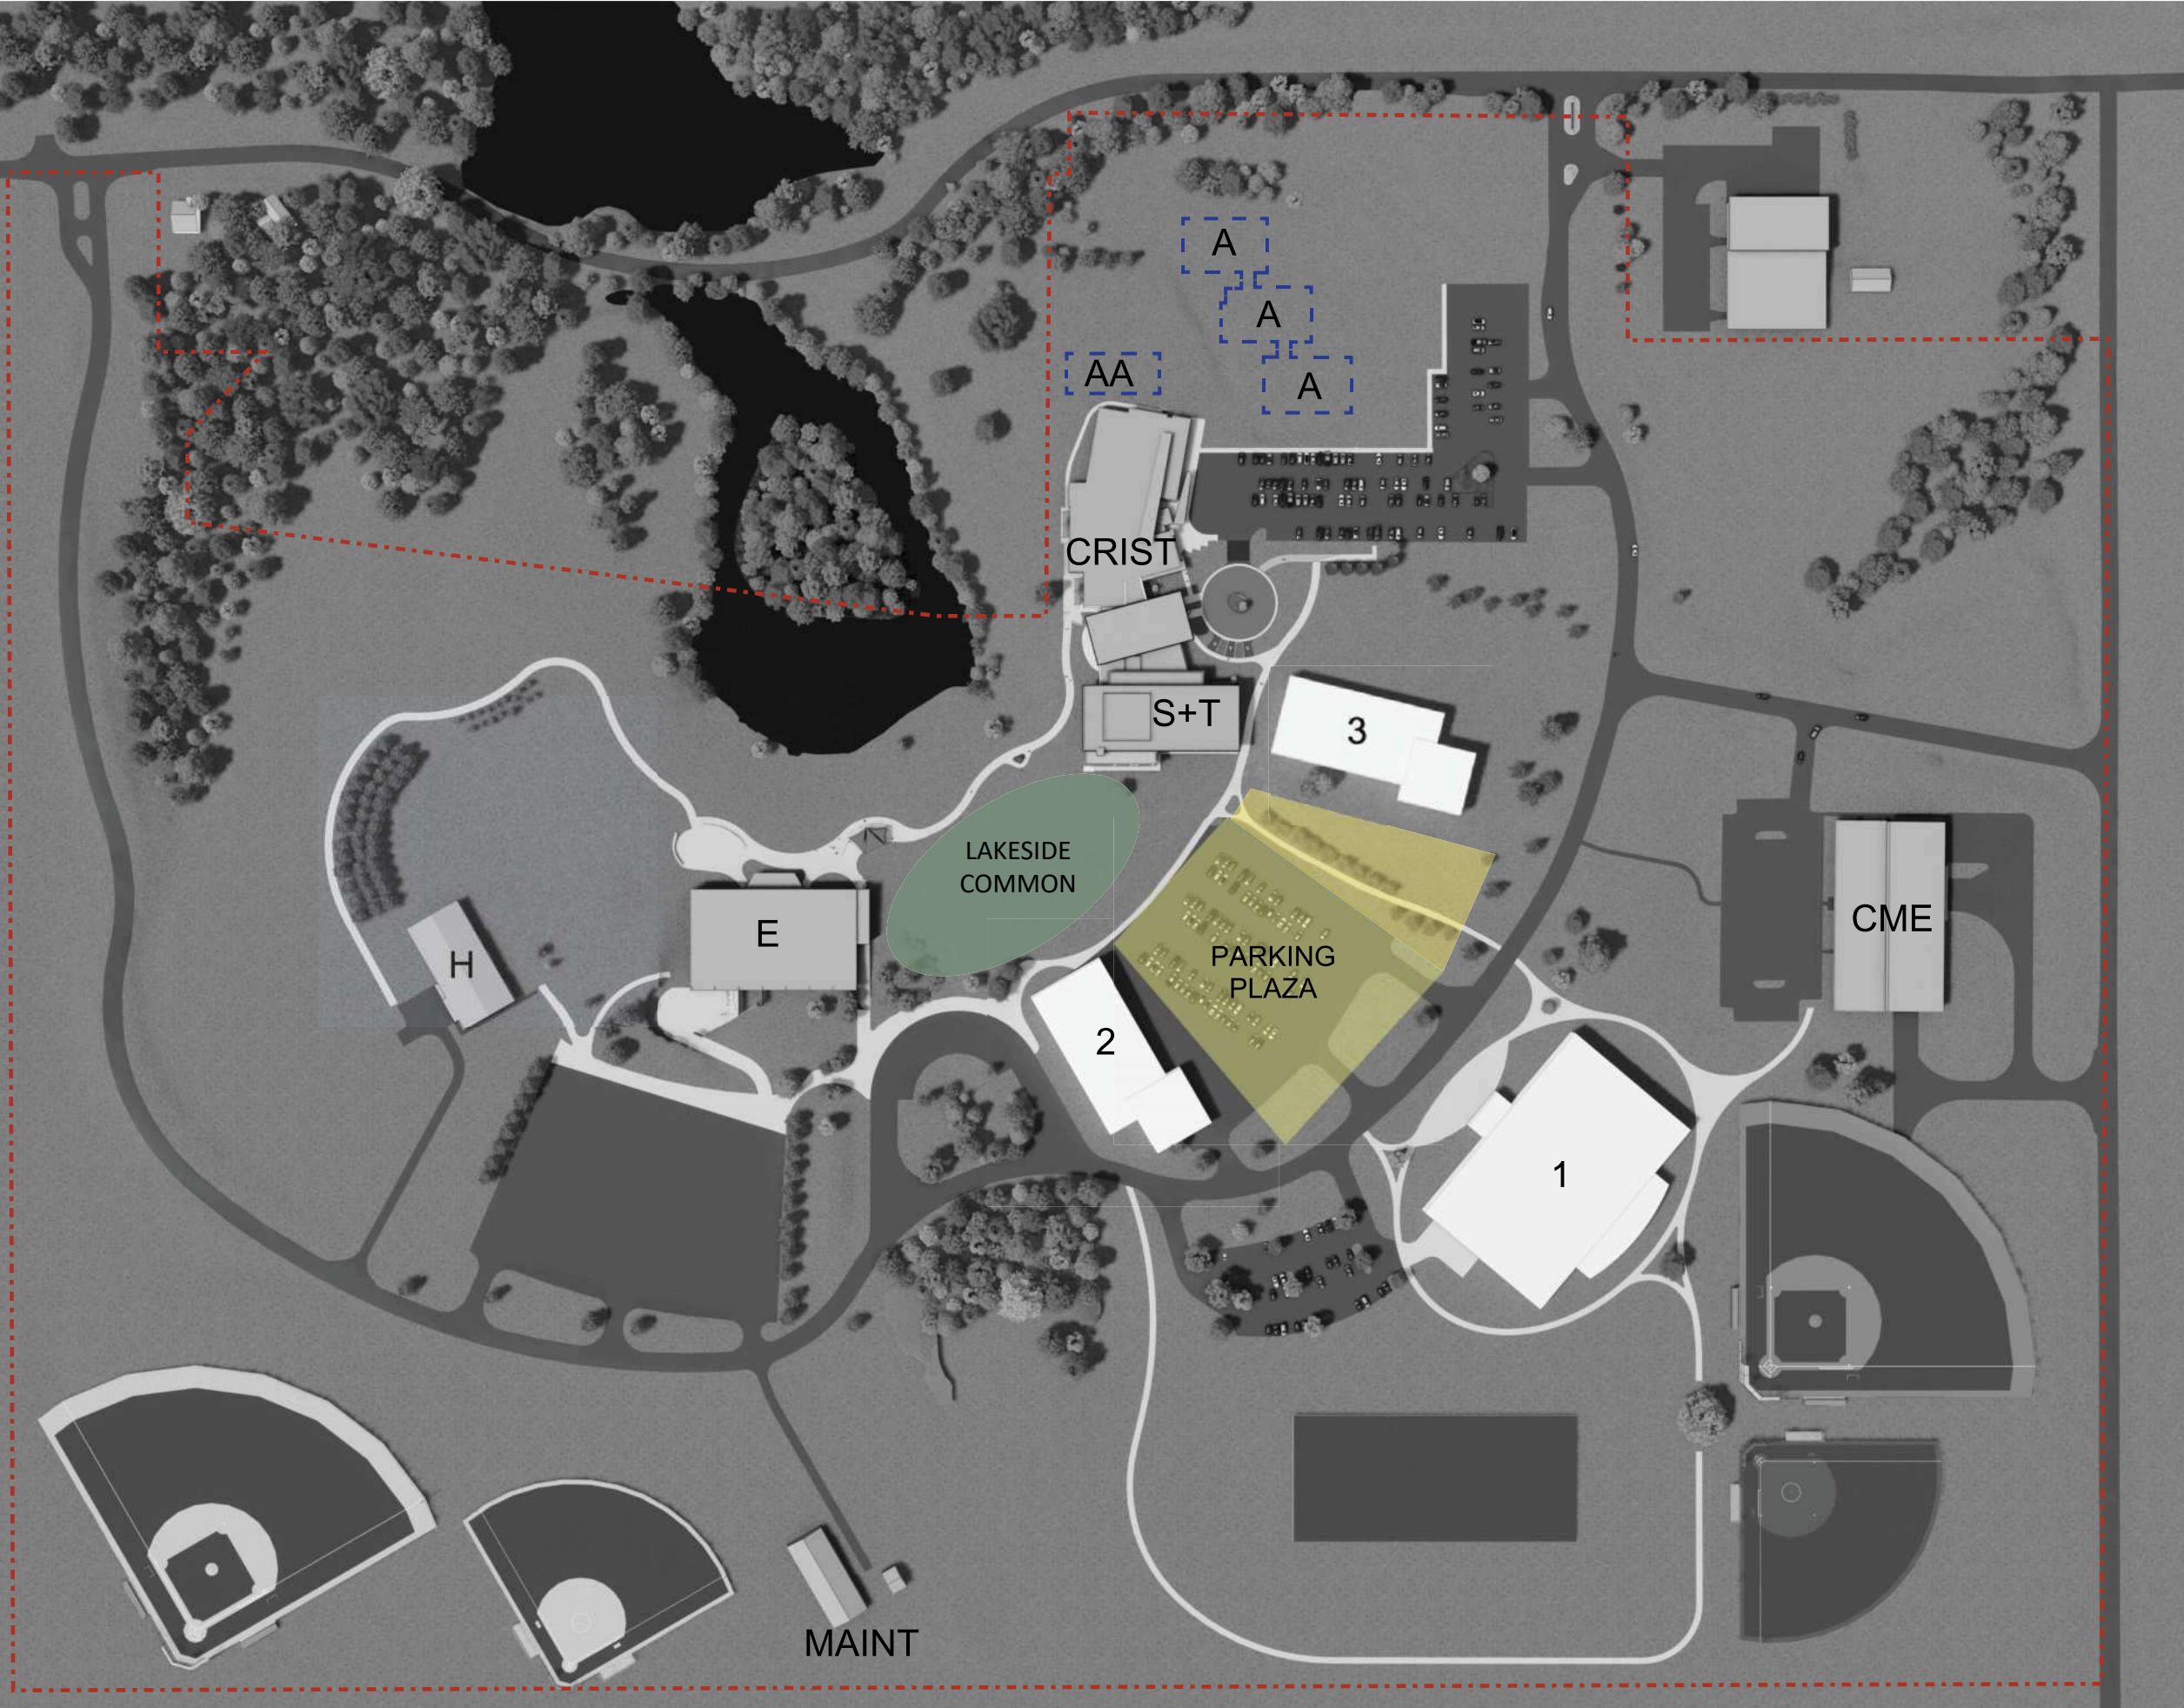 A
A
AA
A
CRIST
S+T
3
LAKESIDE
COMMON
E
H
CME
PARKING
PLAZA
2
1
MAINT